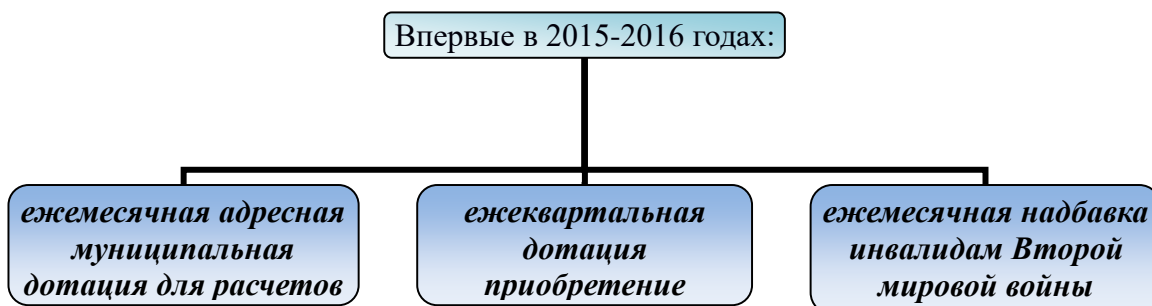 Впервые в 2015-2016 годах:
ежемесячная адресная
муниципальная
дотация для расчетов
ежеквартальная
дотация
приобретение
ежемесячная надбавка
инвалидам Второй
мировой войны